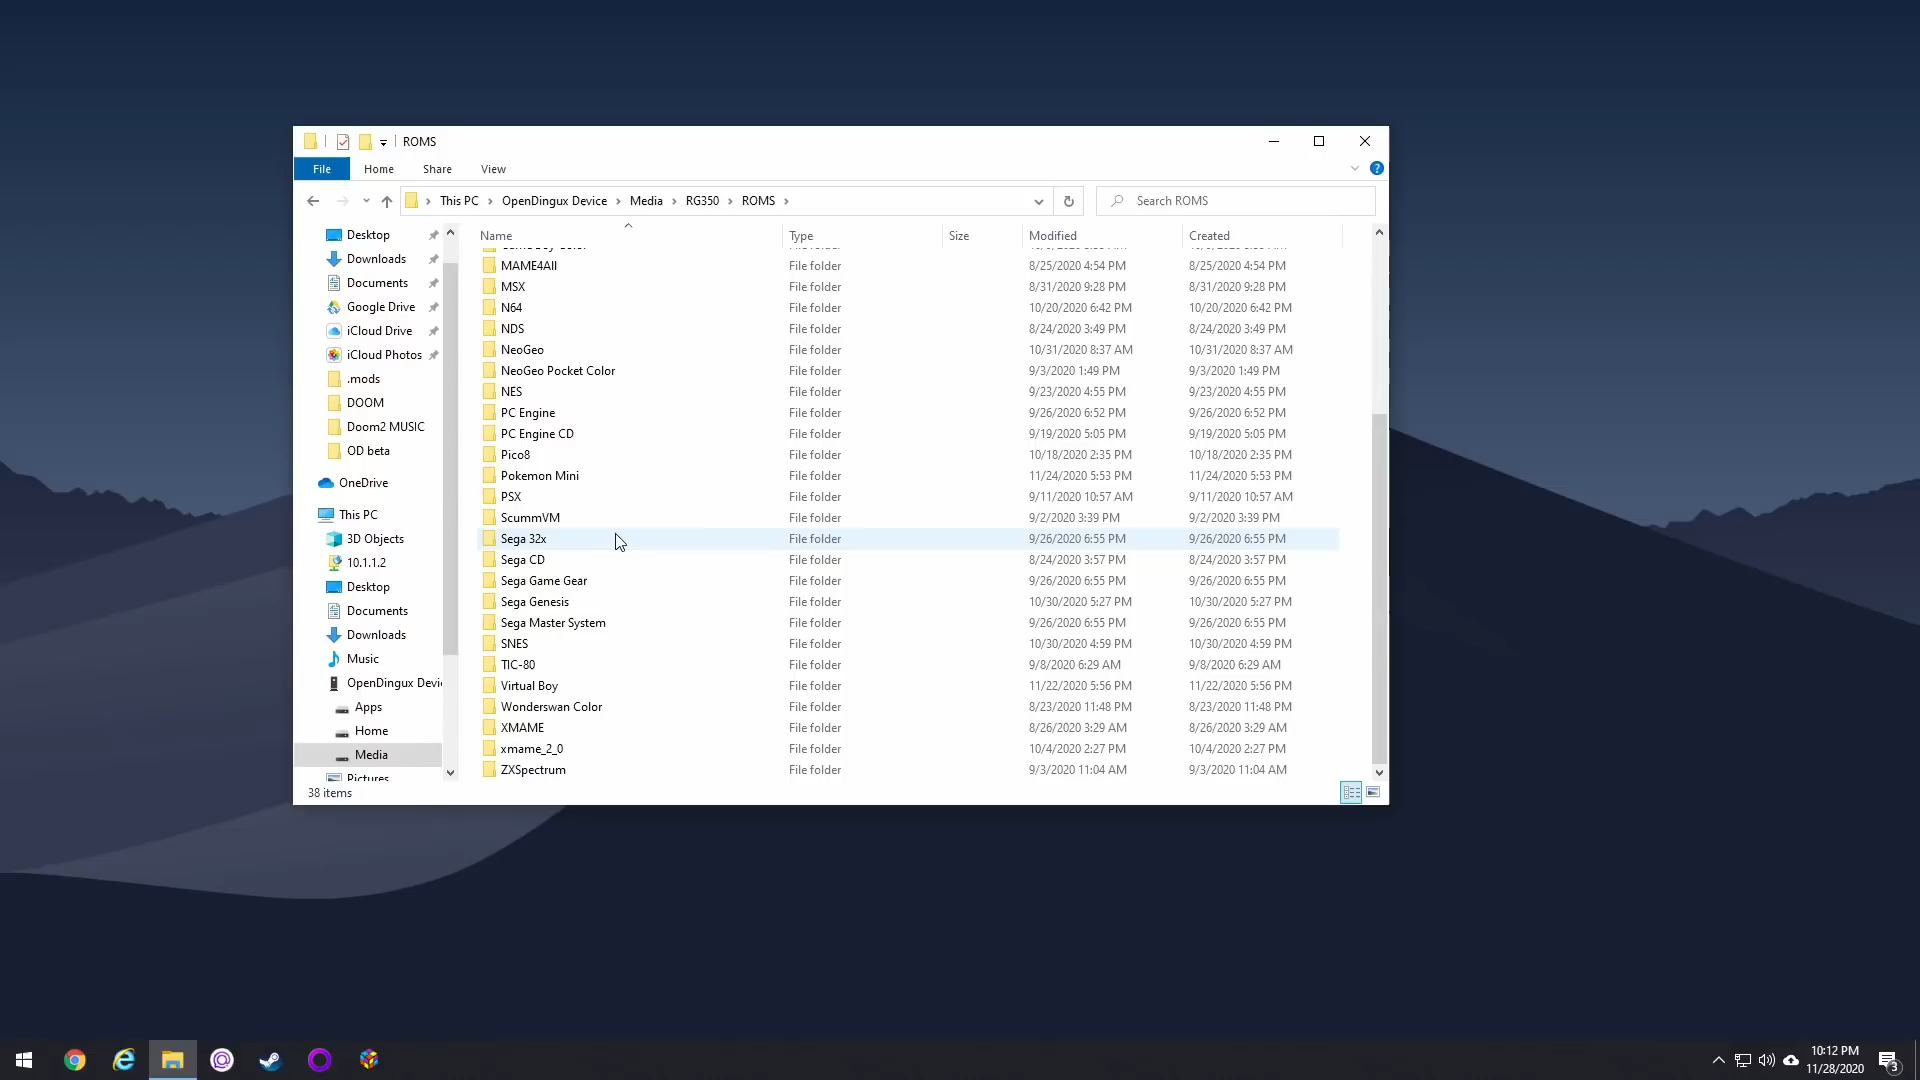 ROMS
File Home Share View
This PC OpenDingux Device Media RG350 ROMS Search ROMS
Name Type Size Modified Created
MAME4All File folder 8/25/2020 4:54 PM 8/25/2020 4:54 PM
MSX File folder 8/31/2020 9:28 PM 8/31/2020 9:28 PM
N64 File folder 10/20/2020 6:42 PM 10/20/2020 6:42 PM
NDS File folder 8/24/2020 3:49 PM 8/24/2020 3:49 PM
NeoGeo File folder 10/31/2020 8:37 AM 10/31/2020 8:37 AM
NeoGeo Pocket Color File folder 9/3/2020 1:49 PM 9/3/2020 1:49 PM
NES File folder 9/23/2020 4:55 PM 9/23/2020 4:55 PM
PC Engine File folder 9/26/2020 6:52 PM 9/26/2020 6:52 PM
PC Engine CD File folder 9/19/2020 5:05 PM 9/19/2020 5:05 PM
Pico8 File folder 10/18/2020 2:35 PM 10/18/2020 2:35 PM
Pokemon Mini File folder 11/24/2020 5:53 PM 11/24/2020 5:53 PM
PSX File folder 9/11/2020 10:57 AM 9/11/2020 10:57 AM
ScummVM File folder 9/2/2020 3:39 PM 9/2/2020 3:39 PM
Sega 32x File folder 9/26/2020 6:55 PM 9/26/2020 6:55 PM
Sega CD File folder 8/24/2020 3:57 PM 8/24/2020 3:57 PM
Sega Game Gear File folder 9/26/2020 6:55 PM 9/26/2020 6:55 PM
Sega Genesis File folder 10/30/2020 5:27 PM 10/30/2020 5:27 PM
Sega Master System File folder 9/26/2020 6:55 PM 9/26/2020 6:55 PM
SNES File folder 10/30/2020 4:59 PM 10/30/2020 4:59 PM
TIC-80 File folder 9/8/2020 6:29 AM 9/8/2020 6:29 AM
Virtual Boy File folder 11/22/2020 5:56 PM 11/22/2020 5:56 PM
Wonderswan Color File folder 8/23/2020 11:48 PM 8/23/2020 11:48 PM
XMAME File folder 8/26/2020 3:29 AM 8/26/2020 3:29 AM
xmame_2_0 File folder 10/4/2020 2:27 PM 10/4/2020 2:27 PM
ZXSpectrum File folder 9/3/2020 11:04 AM 9/3/2020 11:04 AM
Desktop
Downloads
Documents
Google Drive
iCloud Drive
iCloud Photos
.mods
DOOM
Doom2 MUSIC
OD beta
OneDrive
This PC
3D Objects
10.1.1.2
Desktop
Documents
Downloads
Music
OpenDingux Devi
Apps
Home
Media
Pictures
38 items
10:12 PM
11/28/2020
3